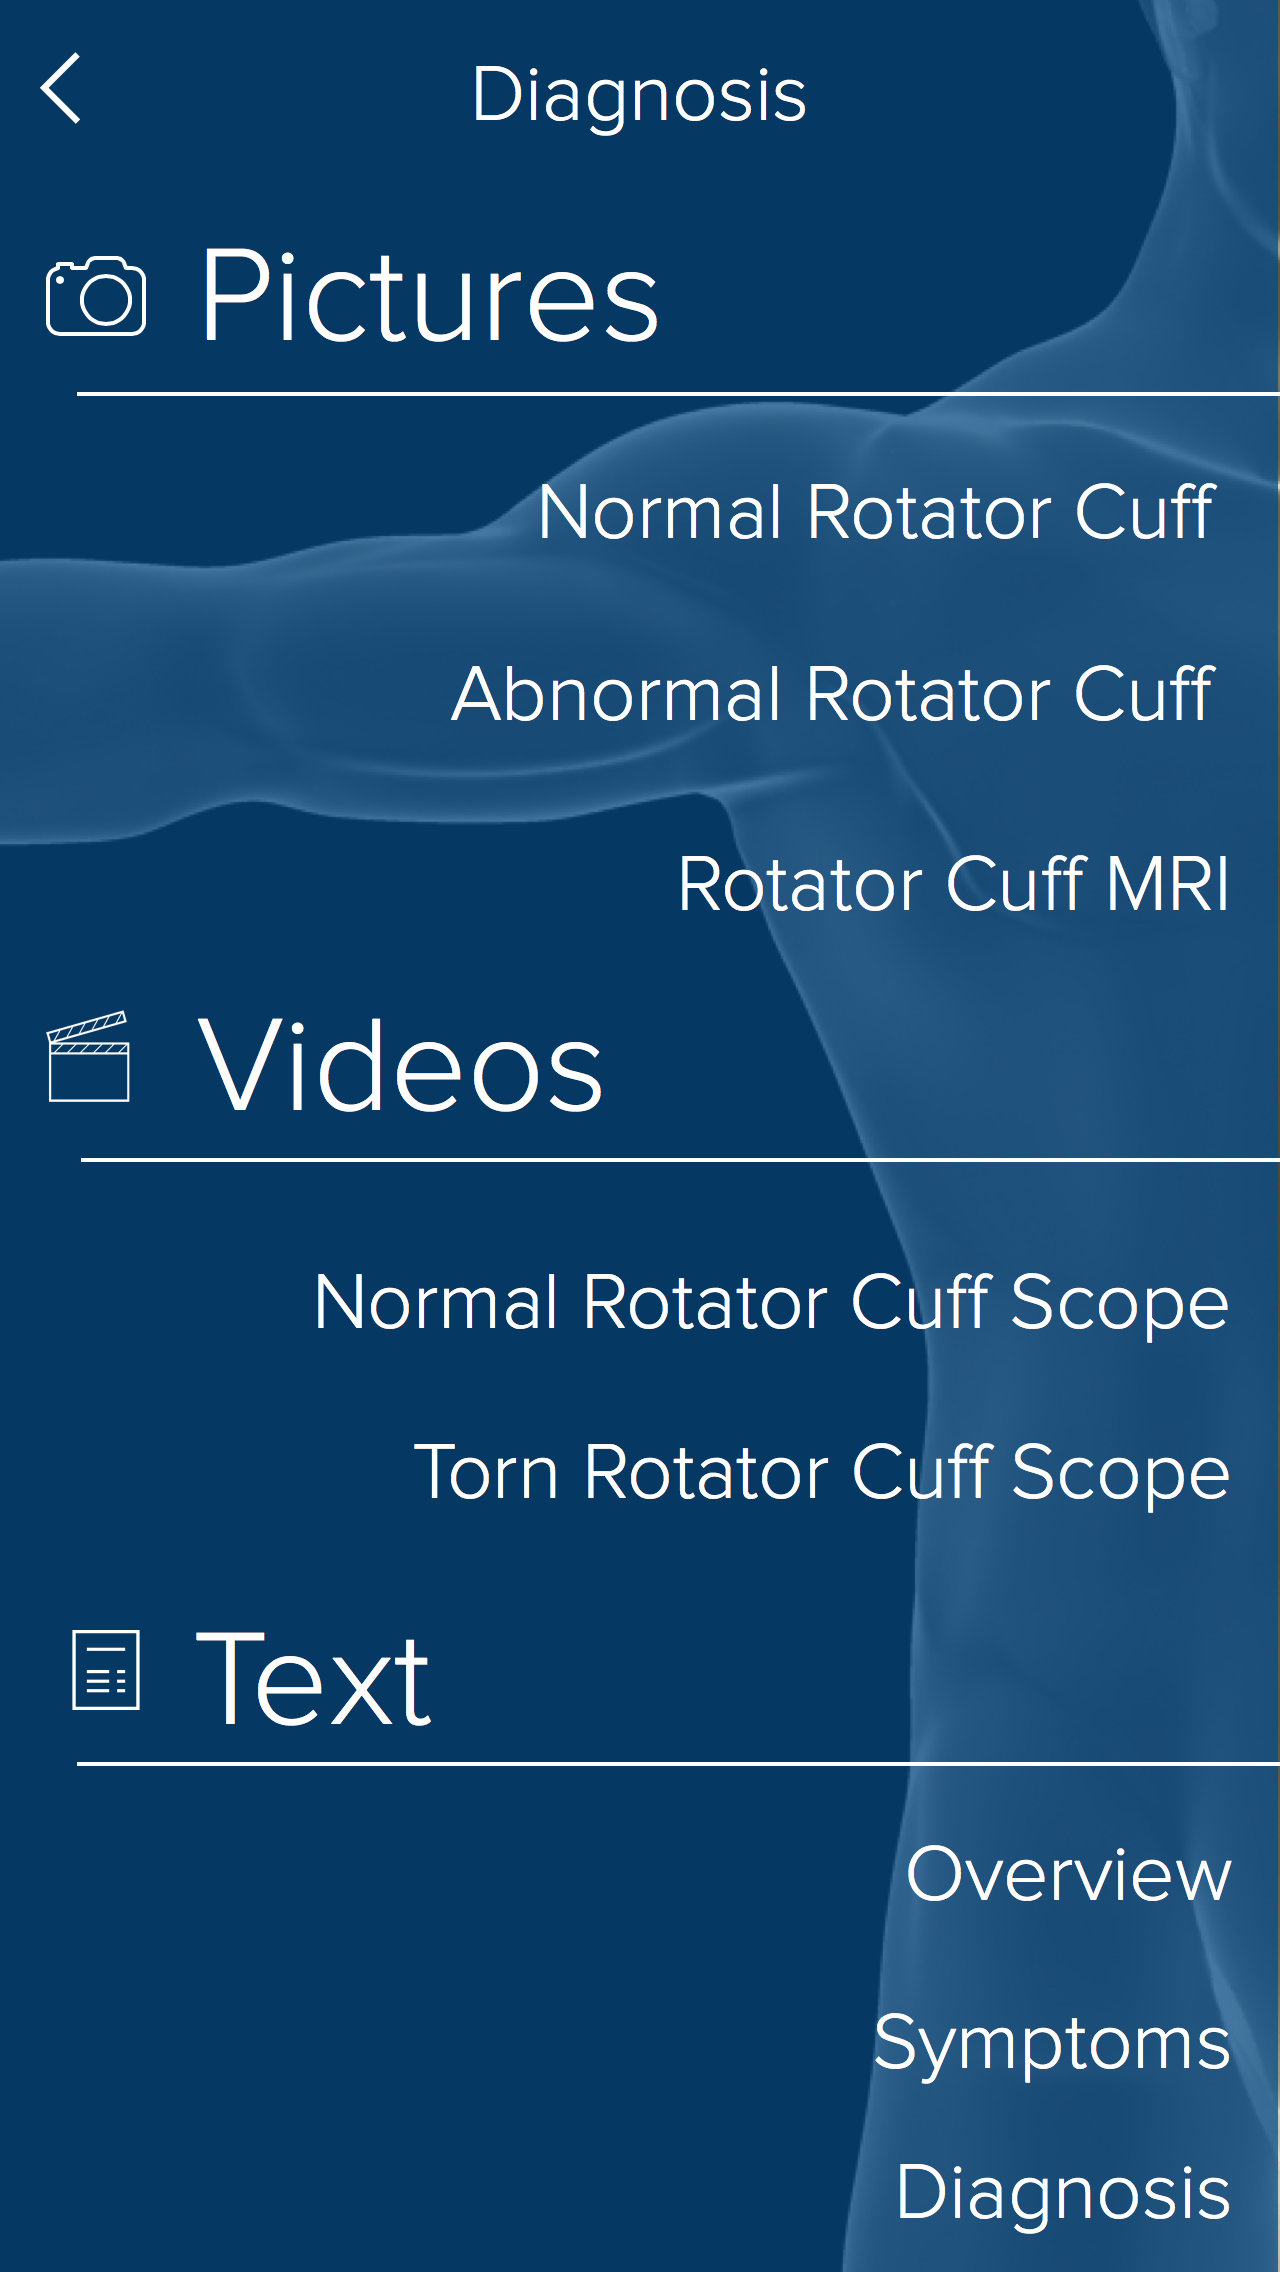 Diagnosis
Pictures
Normal Rotator Cuff
Abnormal Rotator Cuff
Rotator Cuff MRI
Videos
Normal Rotator Cuff Scope
Torn Rotator Cuff Scope
Text
Overview
Symptoms
Diagnosis